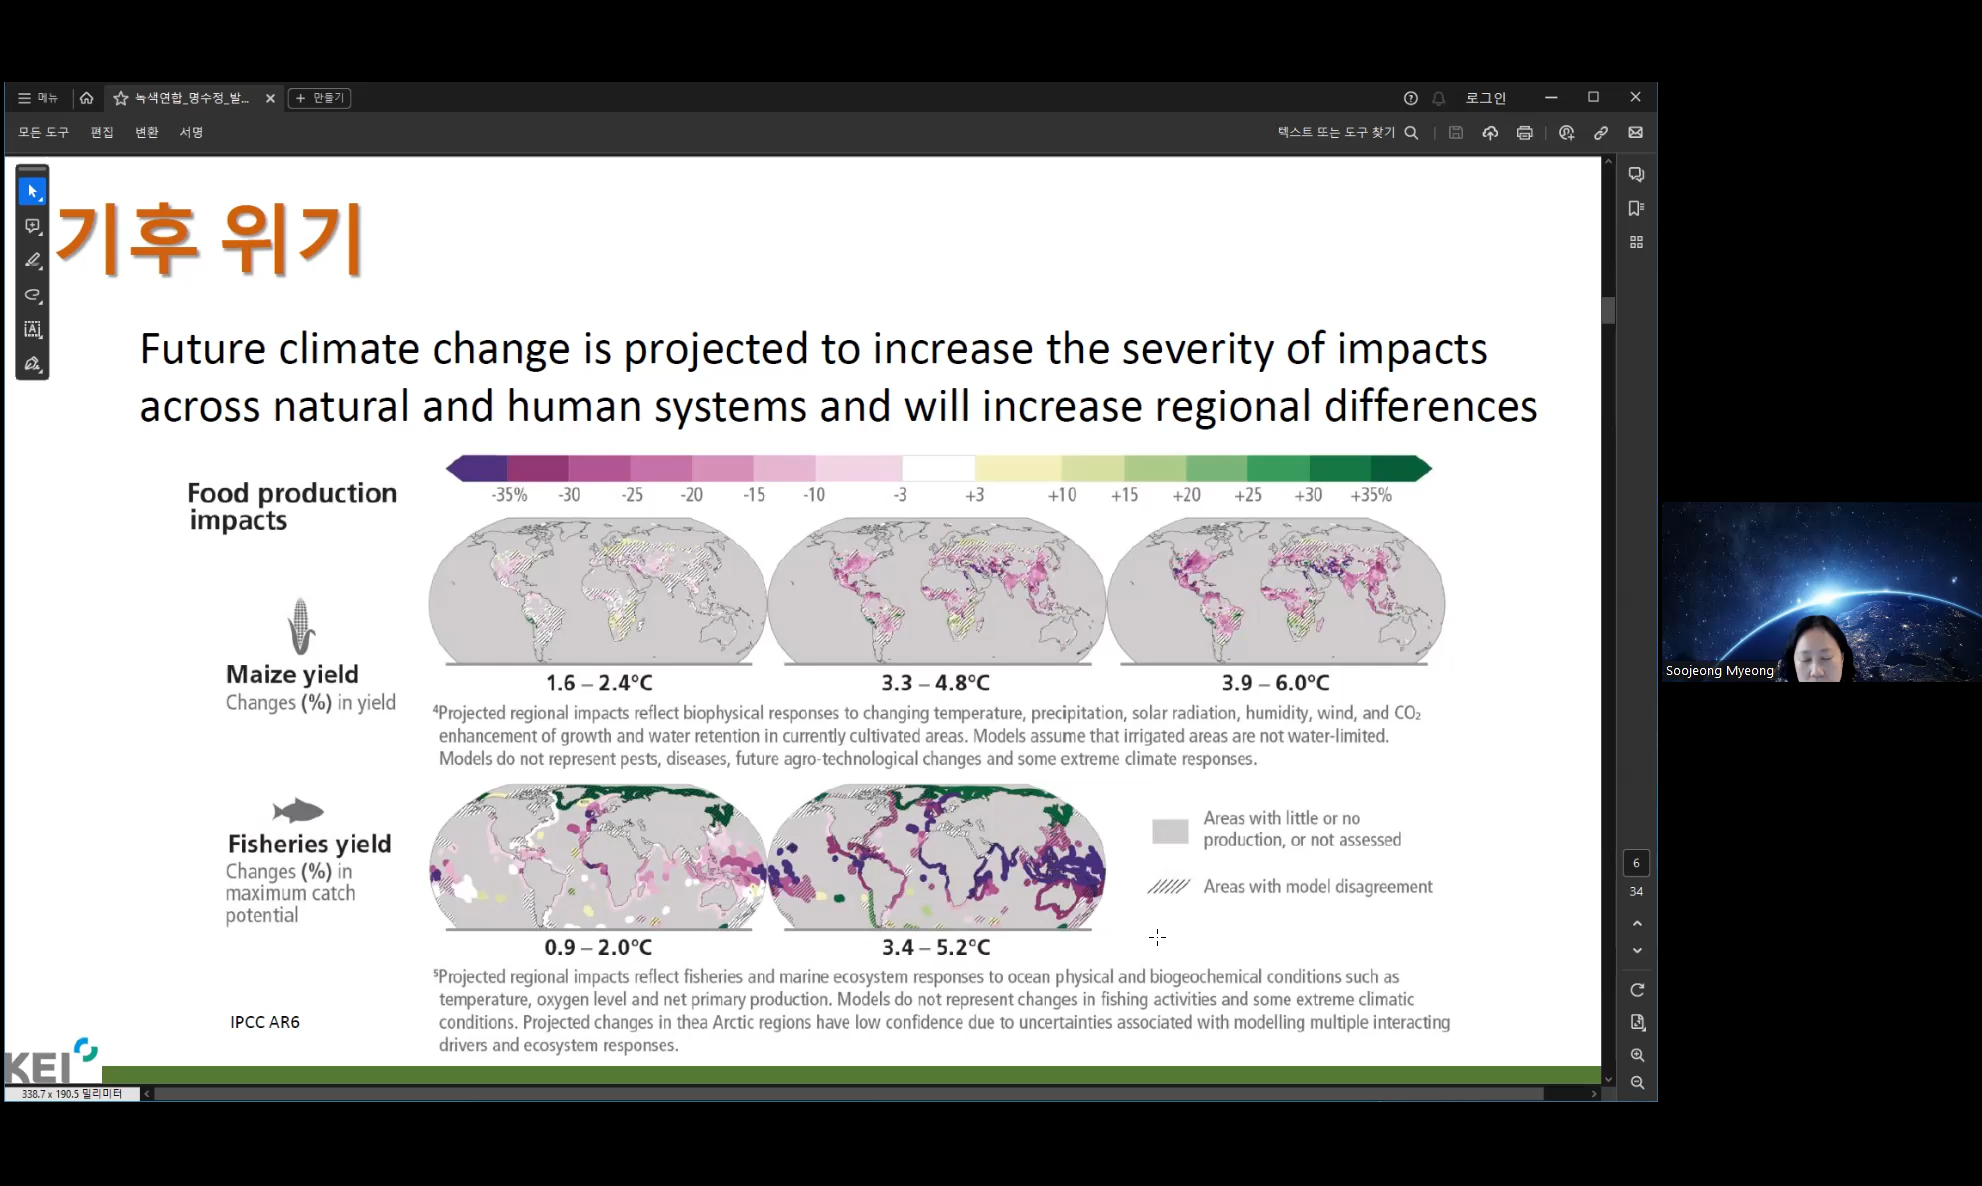 메뉴
녹색연합_명수정_발...
만들기
로그인
모든 도구
편집
변환
서명
텍스트 또는 도구 찾기
기후 위기
Future climate change is projected to increase the severity of impacts
across natural and human systems and will increase regional differences
Food production
impacts
-35% -30 -25 -20 -15 -10 -3 +3 +10 +15 +20 +25 +30 +35%
Maize yield
Changes (%) in yield
1.6 – 2.4°C
3.3 – 4.8°C
3.9 – 6.0°C
⁴Projected regional impacts reflect biophysical responses to changing temperature, precipitation, solar radiation, humidity, wind, and CO₂
enhancement of growth and water retention in currently cultivated areas. Models assume that irrigated areas are not water-limited.
Models do not represent pests, diseases, future agro-technological changes and some extreme climate responses.
Fisheries yield
Changes (%) in
maximum catch
potential
0.9 – 2.0°C
3.4 – 5.2°C
Areas with little or no
production, or not assessed
Areas with model disagreement
⁵Projected regional impacts reflect fisheries and marine ecosystem responses to ocean physical and biogeochemical conditions such as
temperature, oxygen level and net primary production. Models do not represent changes in fishing activities and some extreme climatic
conditions. Projected changes in thea Arctic regions have low confidence due to uncertainties associated with modelling multiple interacting
drivers and ecosystem responses.
IPCC AR6
KEI
338.7 x 190.5 밀리미터
6
34
Soojeong Myeong